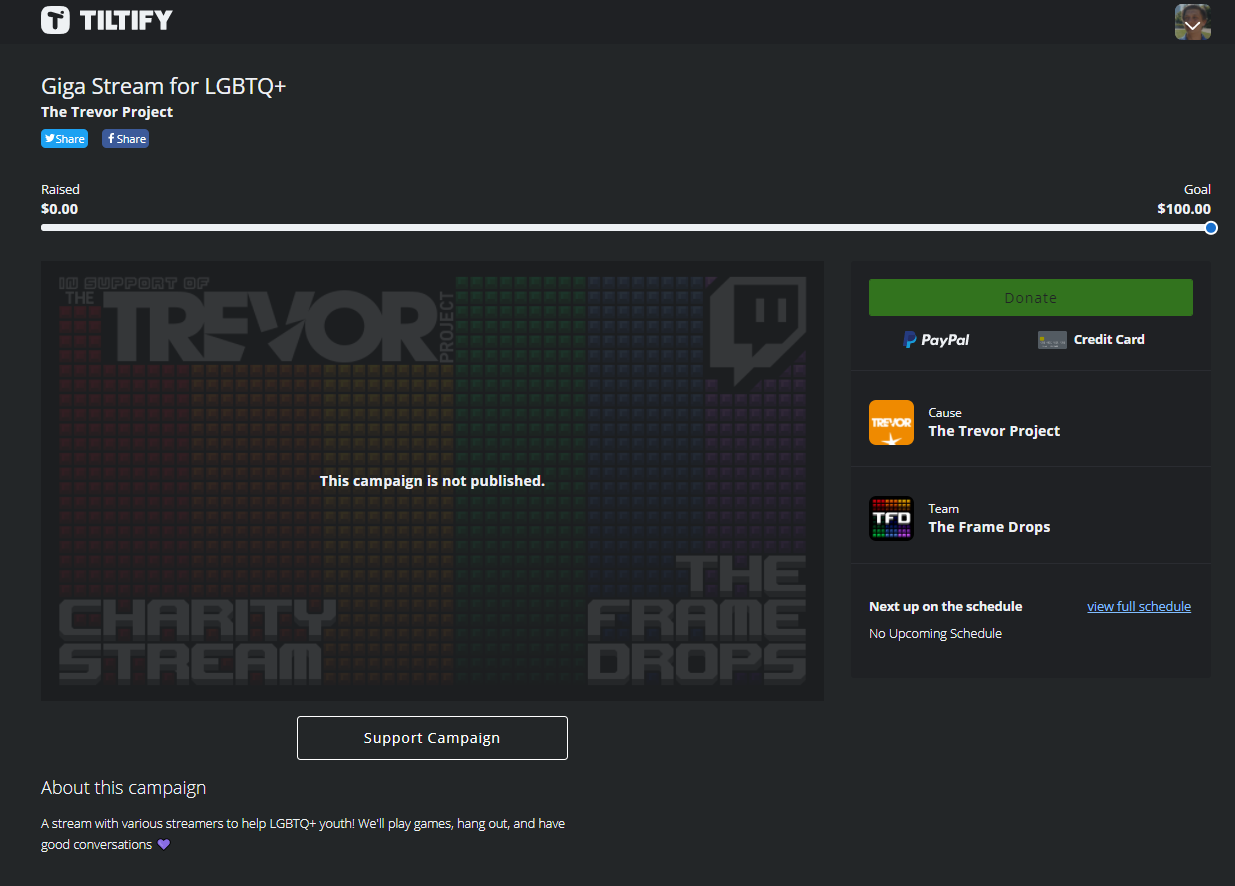 TILTIFY
Giga Stream for LGBTQ+
The Trevor Project
Share
Share
Raised
Goal
$0.00
$100.00
IN SUPPORT OF
THE
TREVOR
PROJECT
This campaign is not published.
CHARITY
STREAM
THE
FRAME
DROPS
Donate
PayPal
Credit Card
TREVOR
Cause
The Trevor Project
TFD
Team
The Frame Drops
Next up on the schedule
view full schedule
No Upcoming Schedule
Support Campaign
About this campaign
A stream with various streamers to help LGBTQ+ youth! We'll play games, hang out, and have
good conversations 💜